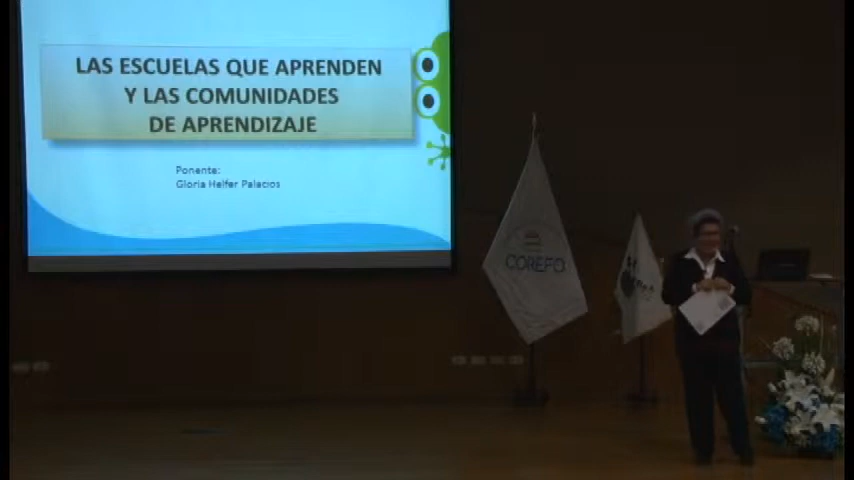 LAS ESCUELAS QUE APRENDEN
Y LAS COMUNIDADES
DE APRENDIZAJE
Ponente:
Gloria Helfer Palacios
COREFO